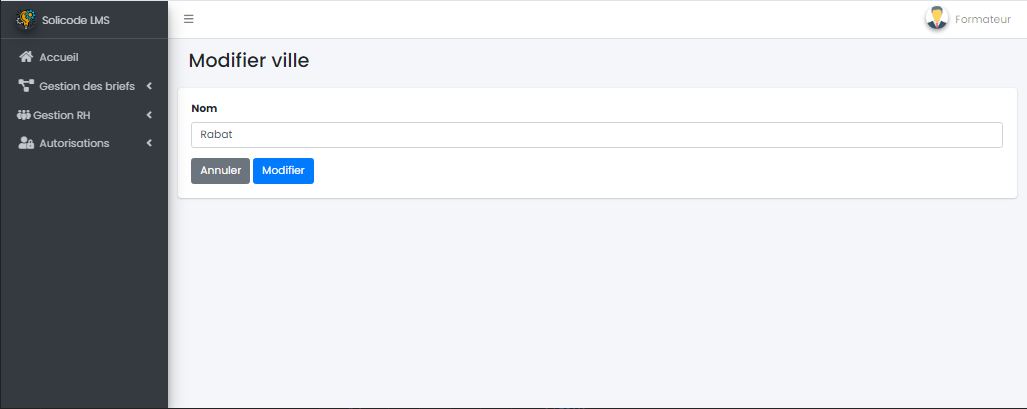 Solicode LMS
Formateur
Accueil
Gestion des briefs
Gestion RH
Autorisations
Modifier ville
Nom
Rabat
Annuler Modifier